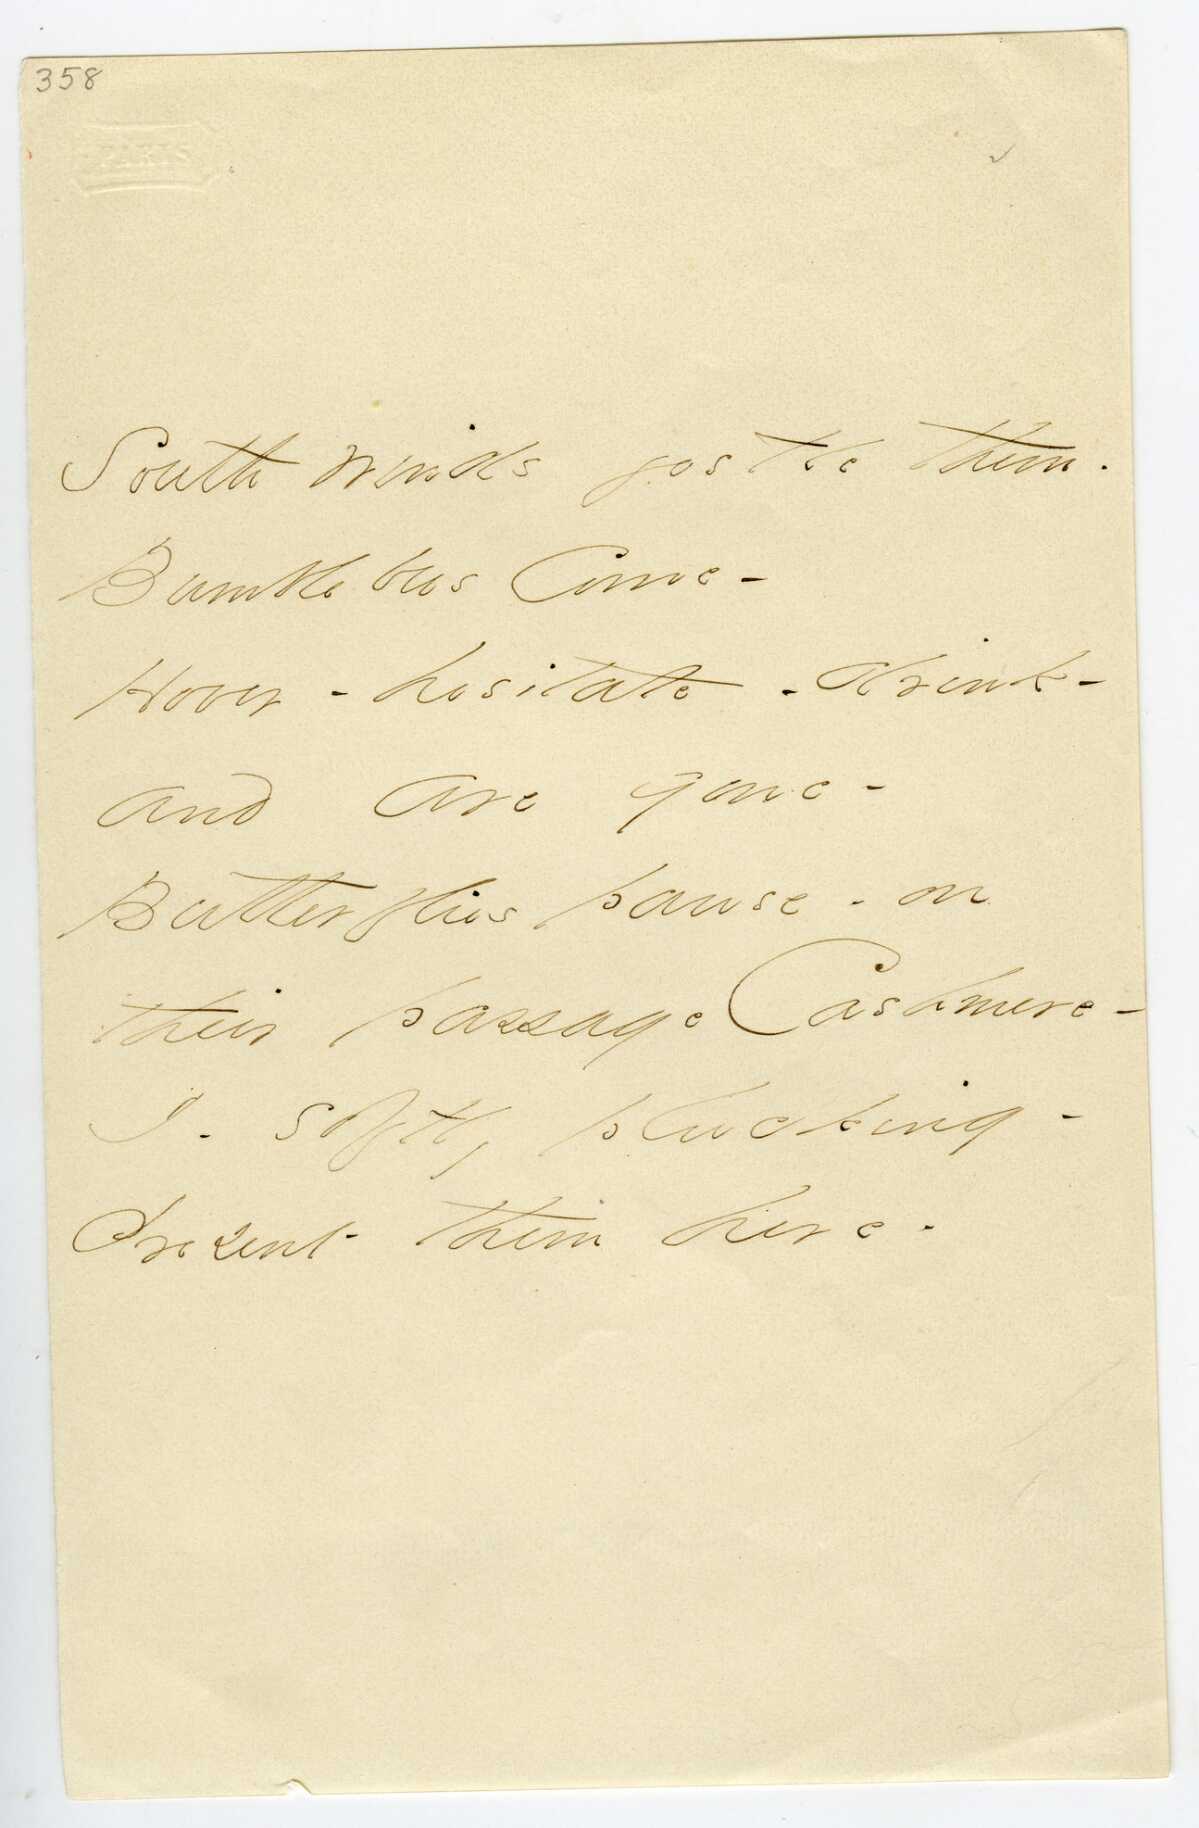 358
PARIS
South winds jostle them.
Bumblebees Come -
Hover - hesitate - drink -
and are gone -
Butterflies pause - on
their passage Cashmere -
I - softly plucking -
Present - them here -